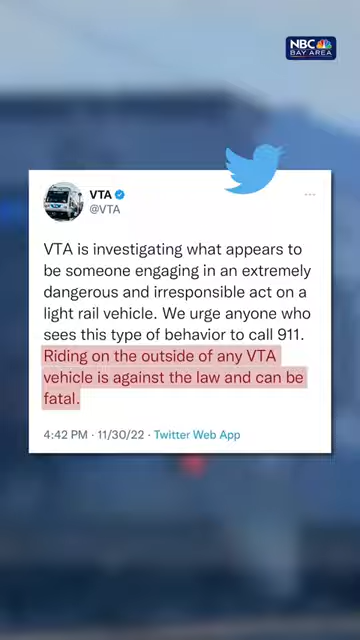 NBC
BAY AREA
VTA
@VTA
VTA is investigating what appears to
be someone engaging in an extremely
dangerous and irresponsible act on a
light rail vehicle. We urge anyone who
sees this type of behavior to call 911.
Riding on the outside of any VTA
vehicle is against the law and can be
fatal.
4:42 PM · 11/30/22 · Twitter Web App